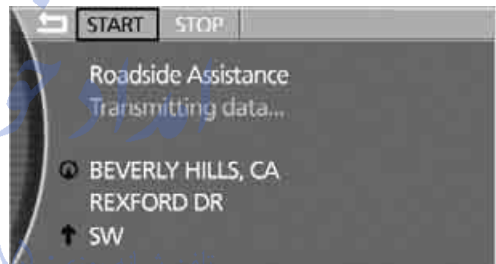 START STOP
Roadside Assistance
Transmitting data...
BEVERLY HILLS, CA
REXFORD DR
SW